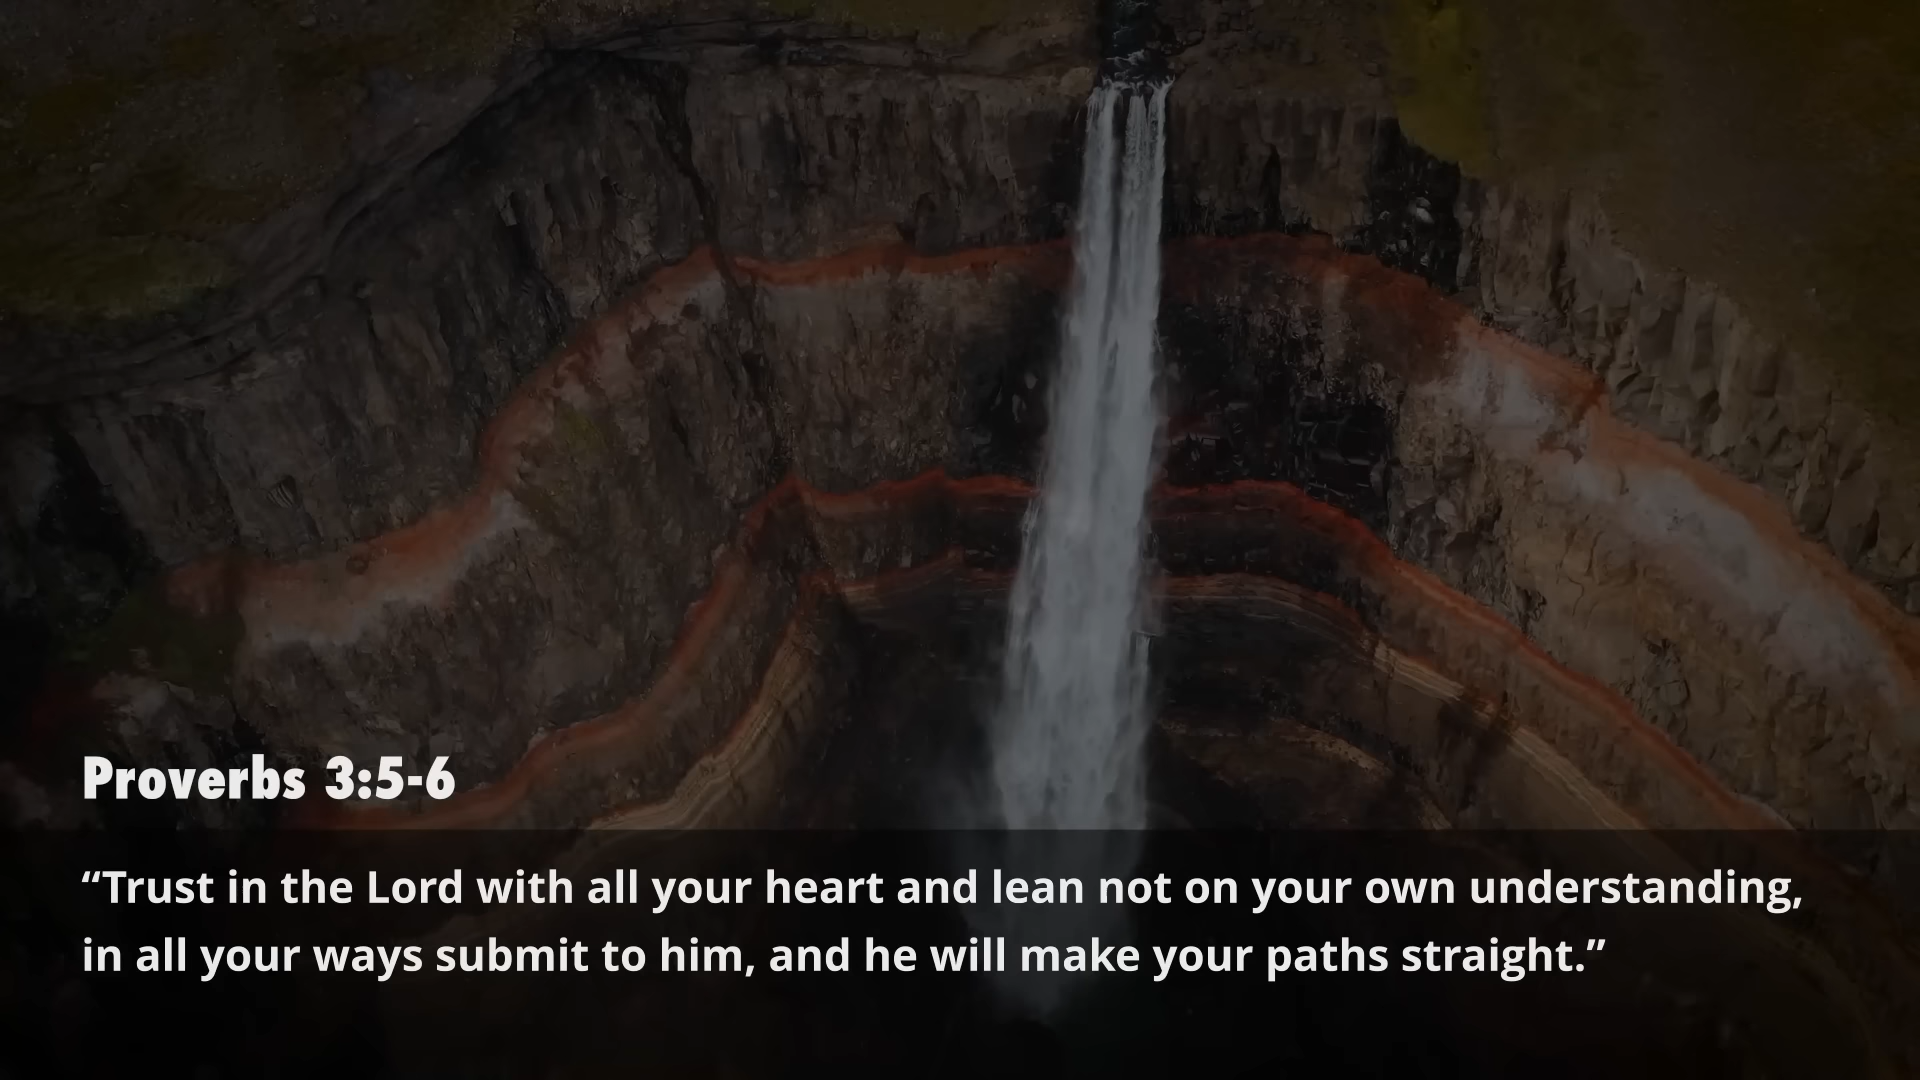 Proverbs 3:5-6
“Trust in the Lord with all your heart and lean not on your own understanding,
in all your ways submit to him, and he will make your paths straight.”